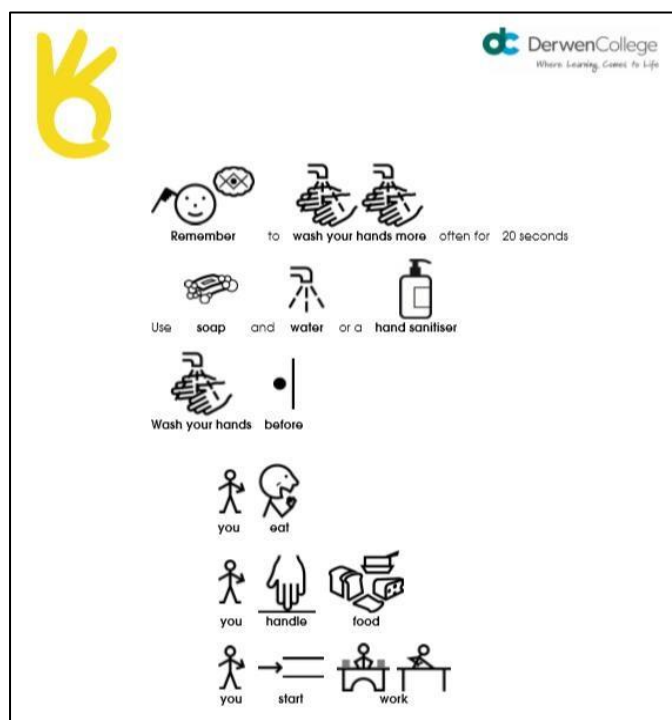 dc DerwenCollege
Where Learning Comes to Life
Remember to wash your hands more often for 20 seconds
Use soap and water or a hand sanitiser
Wash your hands before
you eat
you handle food
you start work